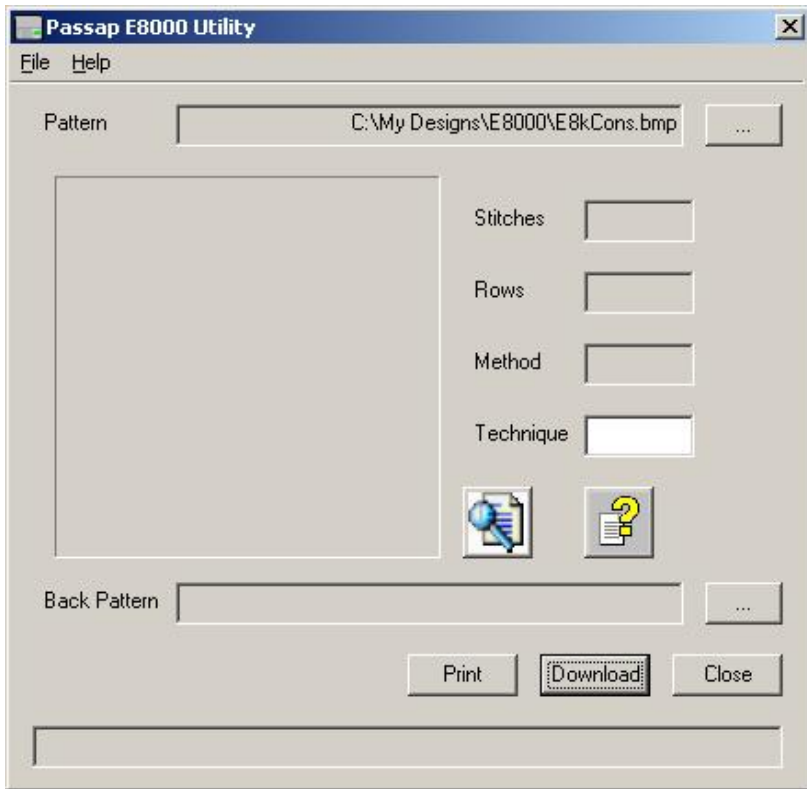 Passap E8000 Utility
File Help
Pattern C:\My Designs\E8000\E8kCons.bmp ...
Stitches
Rows
Method
Technique
Back Pattern ...
Print Download Close